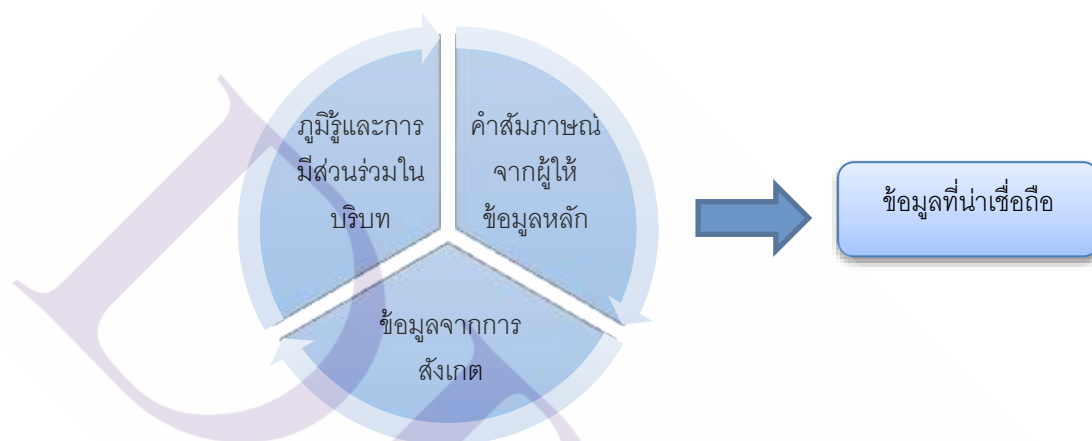 ภูมิรู้และการ
มีส่วนร่วมใน
บริบท
คำสัมภาษณ์
จากผู้ให้
ข้อมูลหลัก
ข้อมูลจากการ
สังเกต
ข้อมูลที่น่าเชื่อถือ